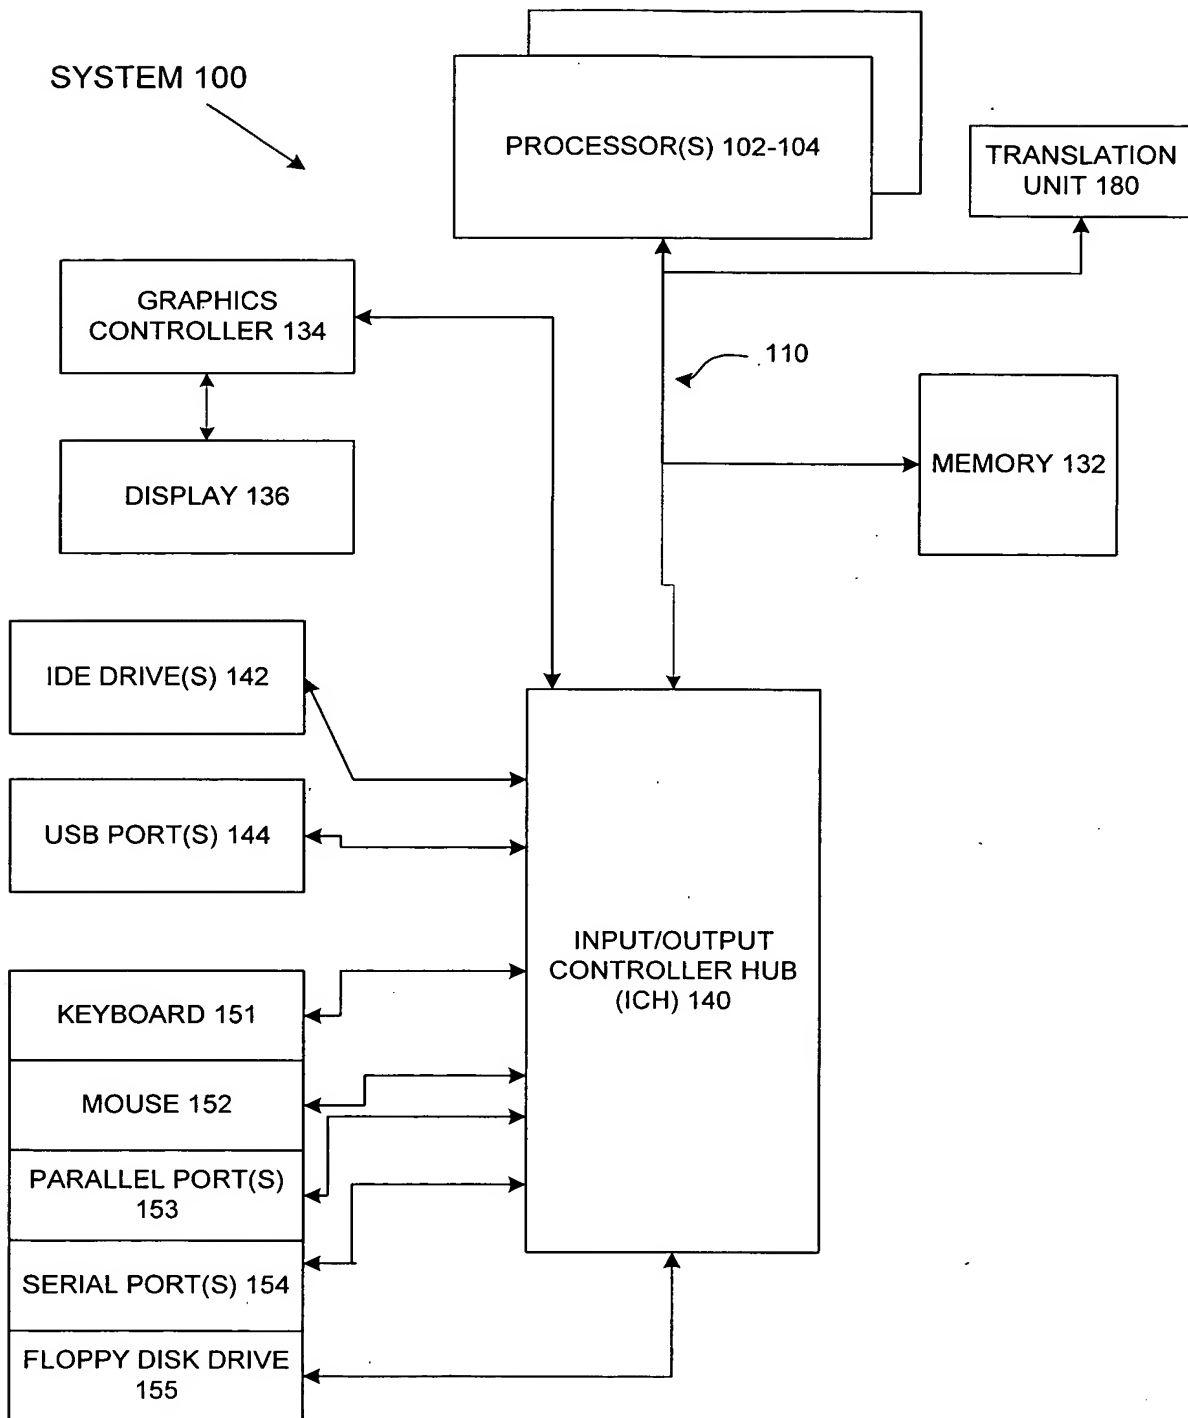 SYSTEM 100
PROCESSOR(S) 102-104
TRANSLATION
UNIT 180
GRAPHICS
CONTROLLER 134
110
MEMORY 132
DISPLAY 136
IDE DRIVE(S) 142
USB PORT(S) 144
INPUT/OUTPUT
CONTROLLER HUB
(ICH) 140
KEYBOARD 151
MOUSE 152
PARALLEL PORT(S)
153
SERIAL PORT(S) 154
FLOPPY DISK DRIVE
155